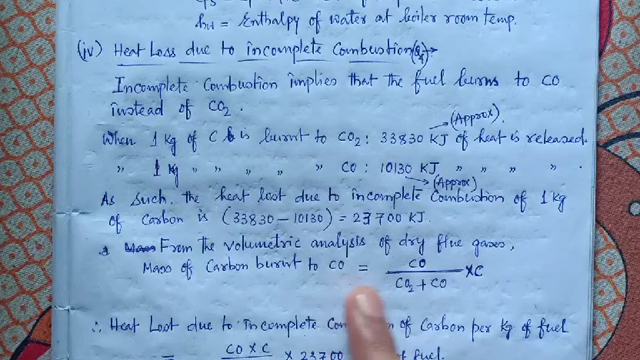 hw = Enthalpy of water at boiler room temp.
(iv) Heat Loss due to incomplete Combustion
Incomplete Combustion implies that the fuel burns to CO
instead of CO2.
(Approx)
When 1 Kg of C is burnt to CO2 : 33830 KJ of heat is released.
" 1 Kg " " " " CO : 10130 KJ " " " " .
(Approx)
As such, the heat lost due to incomplete Combustion of 1 Kg
of Carbon is (33830 – 10130) = 23700 KJ.
From the volumetric analysis of dry flue gases,
Mass of Carbon burnt to CO = CO / CO2 + CO × C
∴ Heat Lost due to incomplete of Carbon per Kg of fuel
= CO × C × 23700 of fuel.